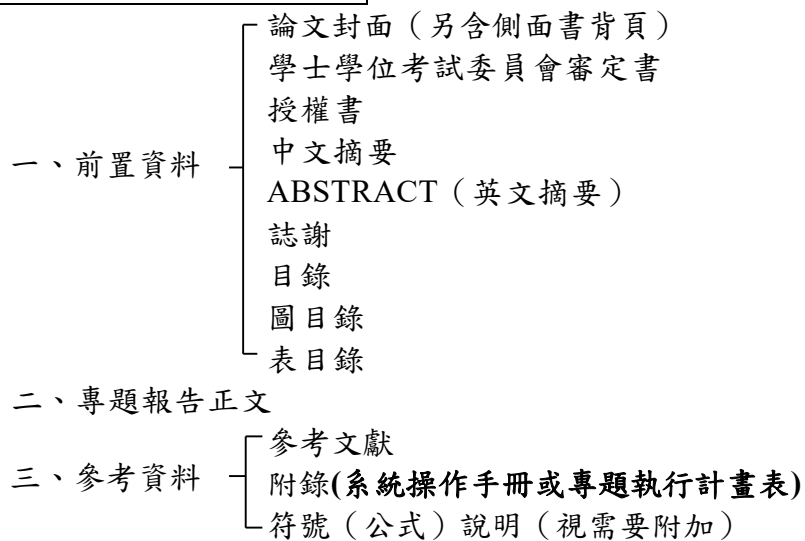 論文封面（另含側面書背頁）
學士學位考試委員會審定書
授權書
一、前置資料
中文摘要
ABSTRACT（英文摘要）
誌謝
目錄
圖目錄
表目錄
二、專題報告正文
參考文獻
三、參考資料
附錄(系統操作手冊或專題執行計畫表)
符號（公式）說明（視需要附加）